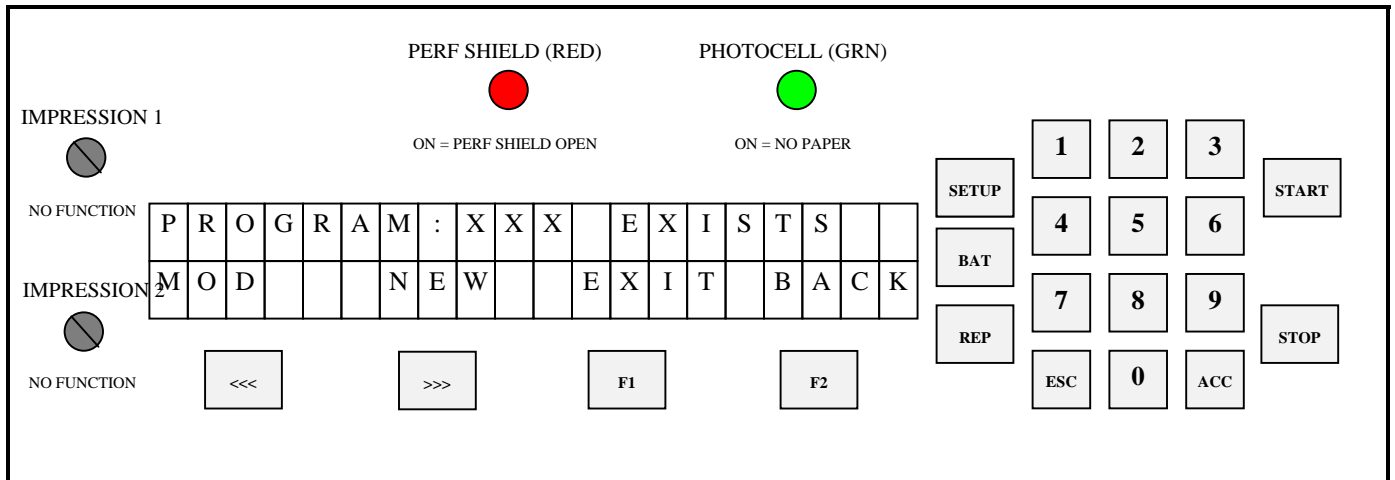 PERF SHIELD (RED)
PHOTOCELL (GRN)
IMPRESSION 1
ON = PERF SHIELD OPEN
ON = NO PAPER
NO FUNCTION
PROGRAM:XXX EXISTS
MOD NEW EXIT BACK
IMPRESSION 2
NO FUNCTION
<<<
>>>
F1
F2
SETUP
BAT
REP
1 2 3
4 5 6
7 8 9
ESC 0 ACC
START
STOP